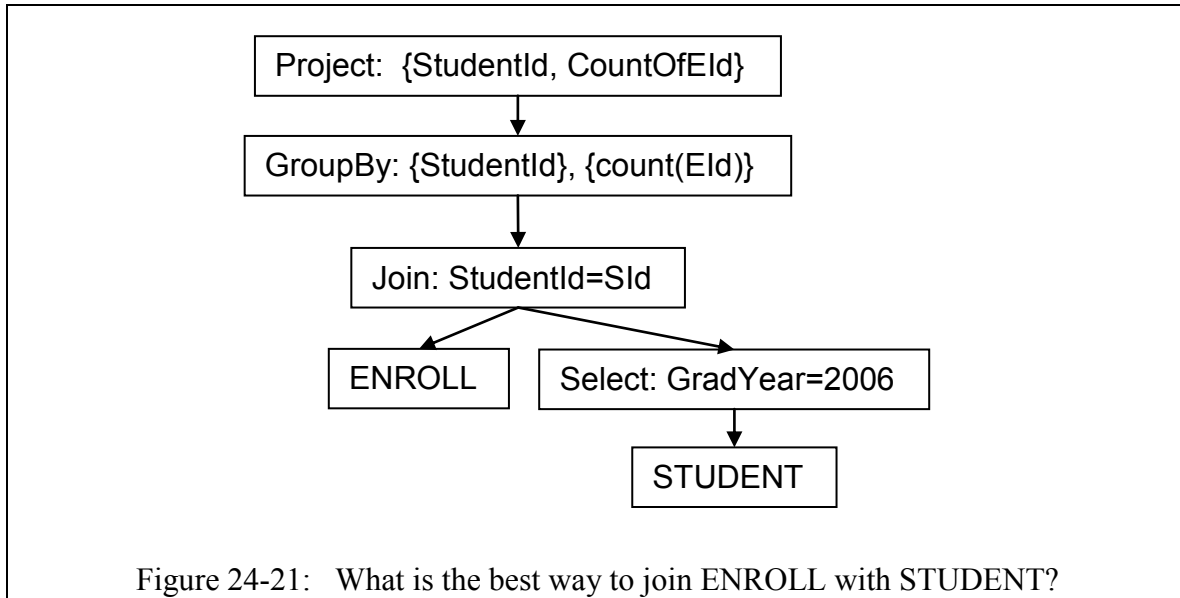 Project: {StudentId, CountOfEId}
GroupBy: {StudentId}, {count(EId)}
Join: StudentId=SId
ENROLL
Select: GradYear=2006
STUDENT
Figure 24-21: What is the best way to join ENROLL with STUDENT?